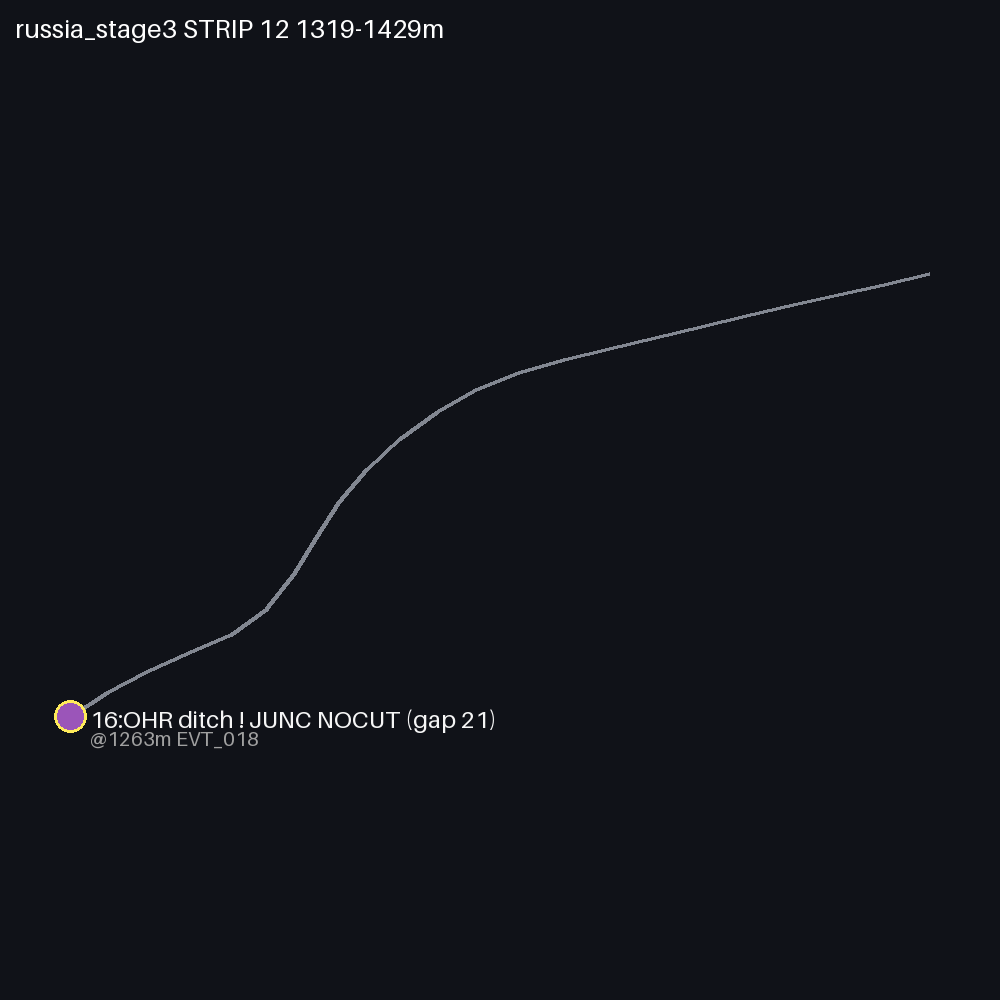 russia_stage3 STRIP 12 1319-1429m
16:OHR ditch ! JUNC NOCUT (gap 21)
@1263m EVT_018